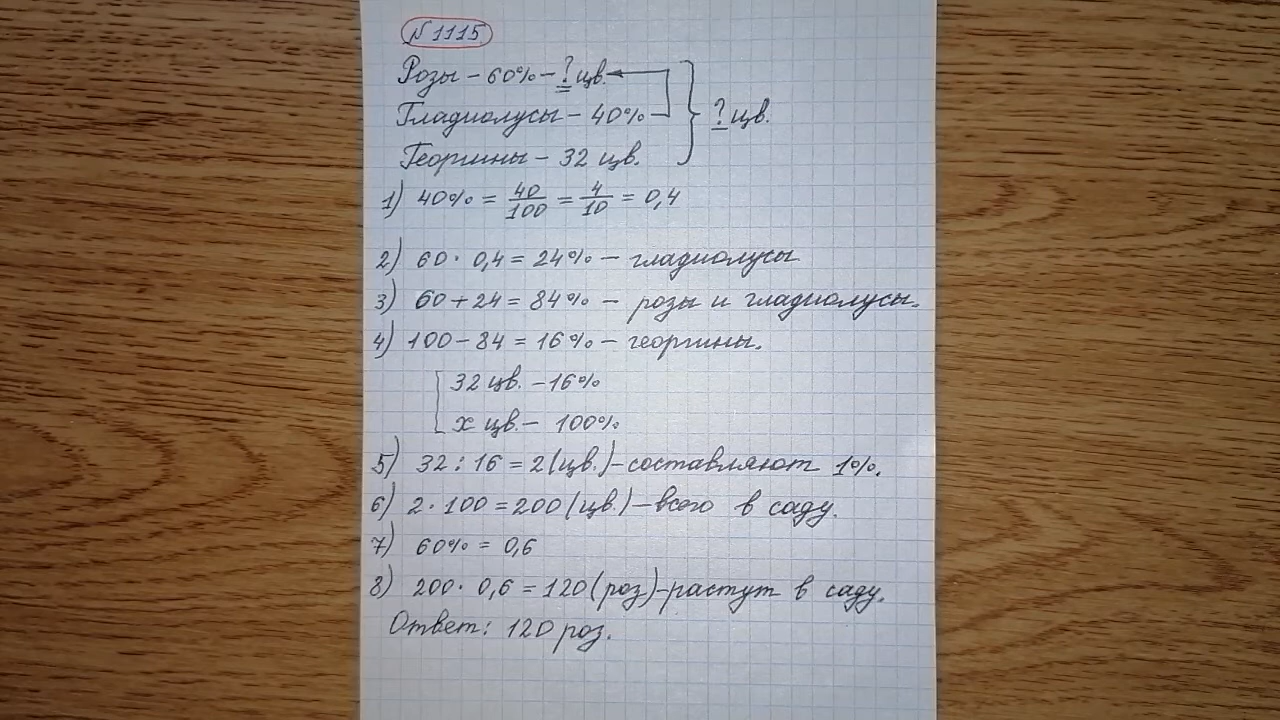 №1115
Розы – 60% – ? цв.
Гладиолусы – 40%
? цв.
Георгины – 32 цв.
1) 40% = 40/100 = 4/10 = 0,4
2) 60 · 0,4 = 24% – гладиолусы
3) 60 + 24 = 84% – розы и гладиолусы.
4) 100 – 84 = 16% – георгины.
32 цв. – 16%
х цв. – 100%
5) 32 : 16 = 2 (цв.) – составляют 1%.
6) 2 · 100 = 200 (цв.) – всего в саду.
7) 60% = 0,6
8) 200 · 0,6 = 120 (роз) – растут в саду.
Ответ: 120 роз.